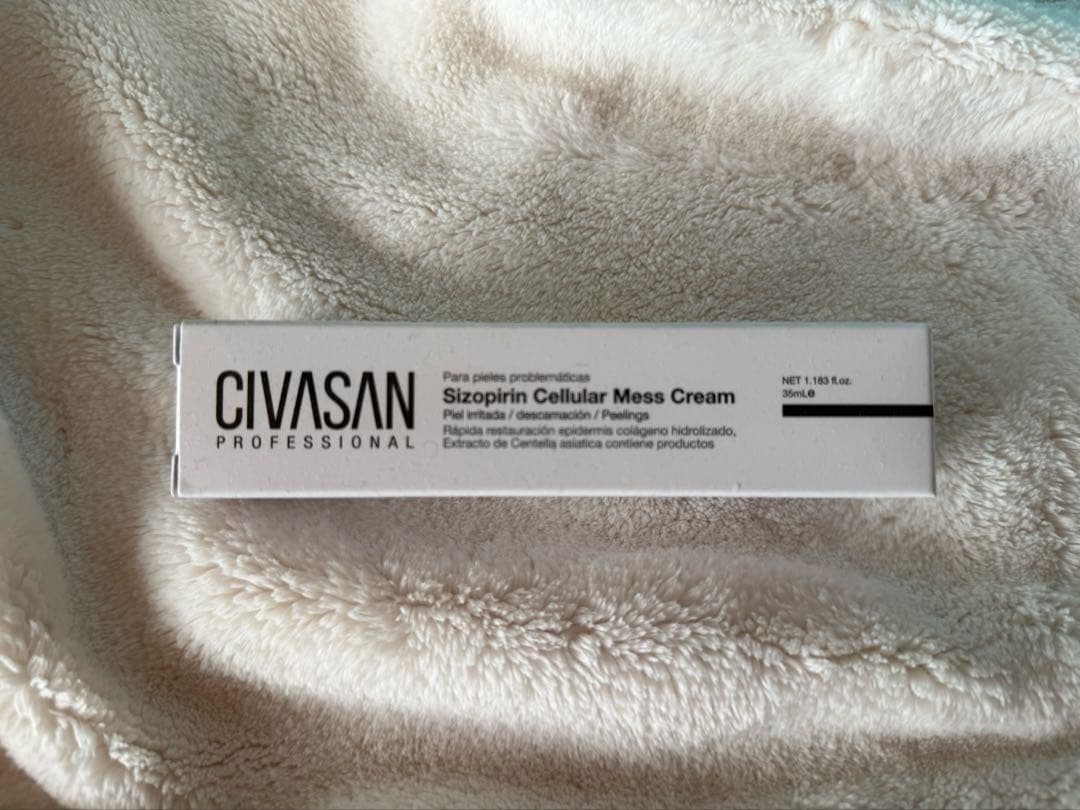 CIVASAN
PROFESSIONAL
Para pieles problemáticas
Sizopirin Cellular Mess Cream
Piel irritada / descamación / Peelings
Rápida restauración epidermis colágeno hidrolizado,
Extracto de Centella asiatica contiene productos
NET 1.183 fl.oz.
35mL℮